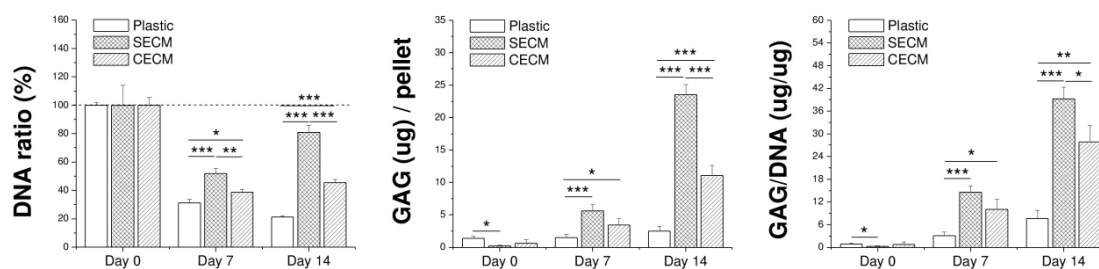 DNA ratio (%)
160
140
120
100
80
60
40
20
0
Plastic
SECM
CECM
*
***
**
***
***
***
Day 0
Day 7
Day 14
GAG (ug) / pellet
35
30
25
20
15
10
5
0
Plastic
SECM
CECM
*
*
***
***
***
***
Day 0
Day 7
Day 14
GAG/DNA (ug/ug)
60
54
48
42
36
30
24
18
12
6
0
Plastic
SECM
CECM
*
*
***
**
***
*
Day 0
Day 7
Day 14